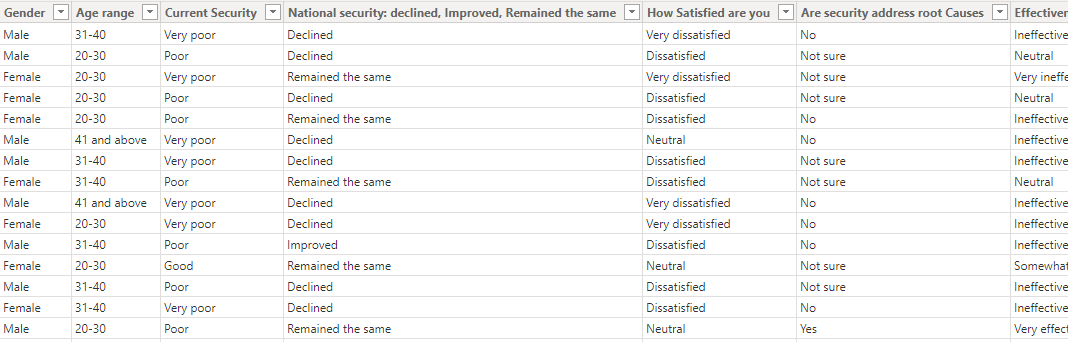 Gender Age range Current Security National security: declined, Improved, Remained the same How Satisfied are you Are security address root Causes Effectiver
Male 31-40 Very poor Declined Very dissatisfied No Ineffective
Male 20-30 Poor Declined Dissatisfied Not sure Neutral
Female 20-30 Very poor Remained the same Very dissatisfied Not sure Very ineffe
Female 20-30 Poor Declined Dissatisfied Not sure Neutral
Female 20-30 Poor Remained the same Dissatisfied No Ineffective
Male 41 and above Very poor Declined Neutral No Ineffective
Male 31-40 Very poor Declined Dissatisfied Not sure Ineffective
Female 31-40 Poor Remained the same Dissatisfied Not sure Neutral
Male 41 and above Very poor Declined Very dissatisfied No Ineffective
Female 20-30 Very poor Declined Very dissatisfied No Ineffective
Male 31-40 Poor Improved Dissatisfied No Ineffective
Female 20-30 Good Remained the same Neutral Not sure Somewhat
Male 31-40 Poor Declined Dissatisfied Not sure Ineffective
Female 31-40 Very poor Declined Dissatisfied No Ineffective
Male 20-30 Poor Remained the same Neutral Yes Very effect